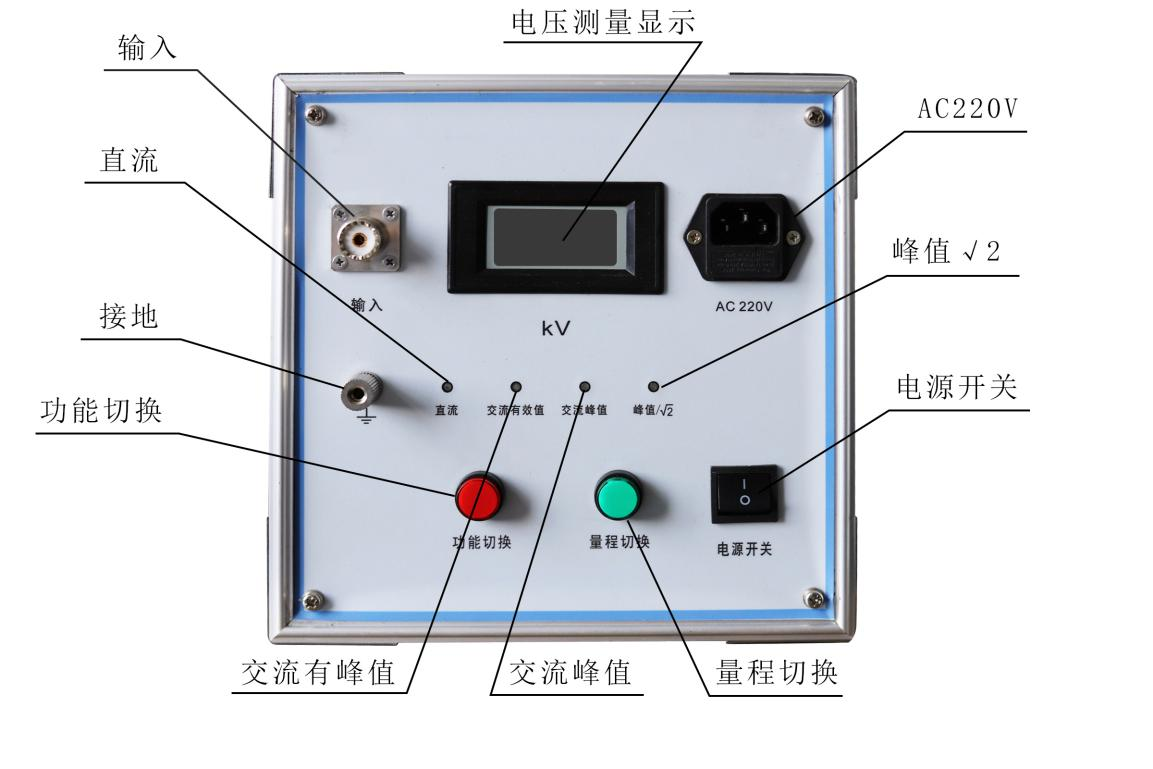 电压测量显示
输入
AC220V
直流
峰值√2
接地
功能切换
电源开关
输入
kV
AC 220V
直流
交流有效值
交流峰值
峰值/√2
功能切换
量程切换
电源开关
交流有峰值
交流峰值
量程切换